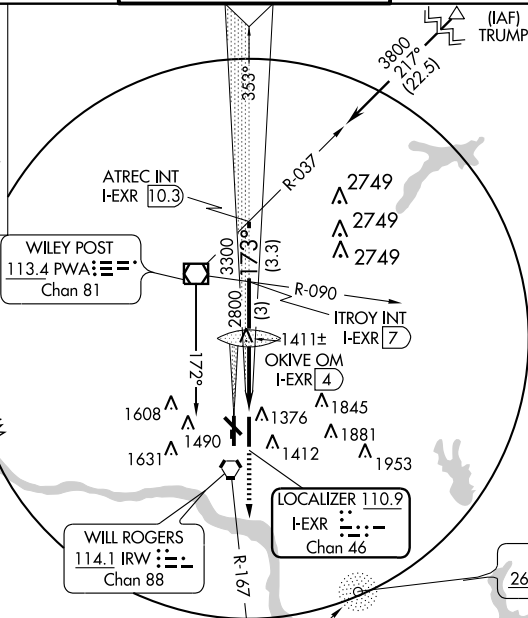 (IAF)
TRUMP
3800
217°
(22.5)
353°
R-037
ATREC INT
I-EXR 10.3
2749
2749
2749
WILEY POST
113.4 PWA
Chan 81
3300
173°
(3.3)
R-090
2800
(3)
ITROY INT
I-EXR 7
1411±
OKIVE OM
I-EXR 4
172°
1608
1490
1631
1376
1412
1845
1881
1953
LOCALIZER 110.9
I-EXR
Chan 46
WILL ROGERS
114.1 IRW
Chan 88
R-167
26